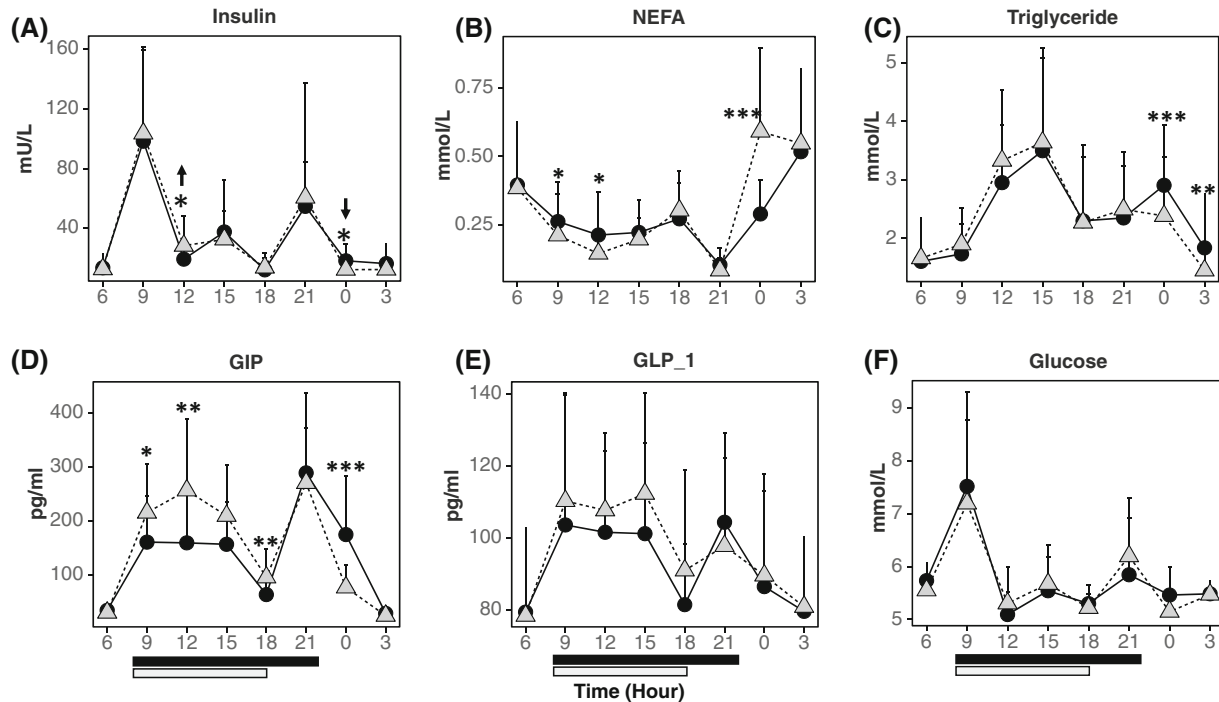 (A) Insulin
mU/L
160
120
80
40
↑
*
↓
*
6 9 12 15 18 21 0 3
(B) NEFA
mmol/L
0.75
0.50
0.25
***
* *
6 9 12 15 18 21 0 3
(C) Triglyceride
mmol/L
5
4
3
2
***
**
6 9 12 15 18 21 0 3
(D) GIP
pg/ml
400
300
200
100
**
*
***
**
6 9 12 15 18 21 0 3
(E) GLP_1
pg/ml
140
120
100
80
6 9 12 15 18 21 0 3
Time (Hour)
(F) Glucose
mmol/L
9
8
7
6
5
6 9 12 15 18 21 0 3